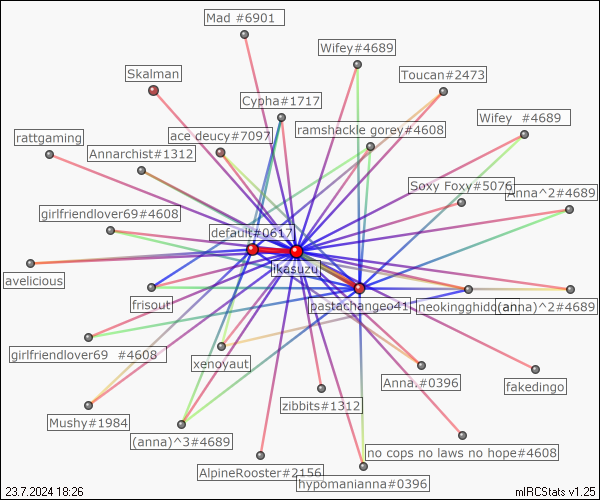 Mad #6901
Wifey#4689
Skalman
Toucan#2473
Cypha#1717
Wifey #4689
ace deucy#7097
ramshackle gorey#4608
rattgaming
Annarchist#1312
Soxy Foxy#5076
Anna^2#4689
girlfriendlover69#4608
default#0617
likasuzu
avelicious
frisout
pastachangeo41
neokingghidd
(anna)^2#4689
girlfriendlover69 #4608
xenoyaut
Anna.#0396
fakedingo
zibbits#1312
Mushy#1984
(anna)^3#4689
no cops no laws no hope#4608
AlpineRooster#2156
hypomanianna#0396
23.7.2024 18:26
mIRCStats v1.25